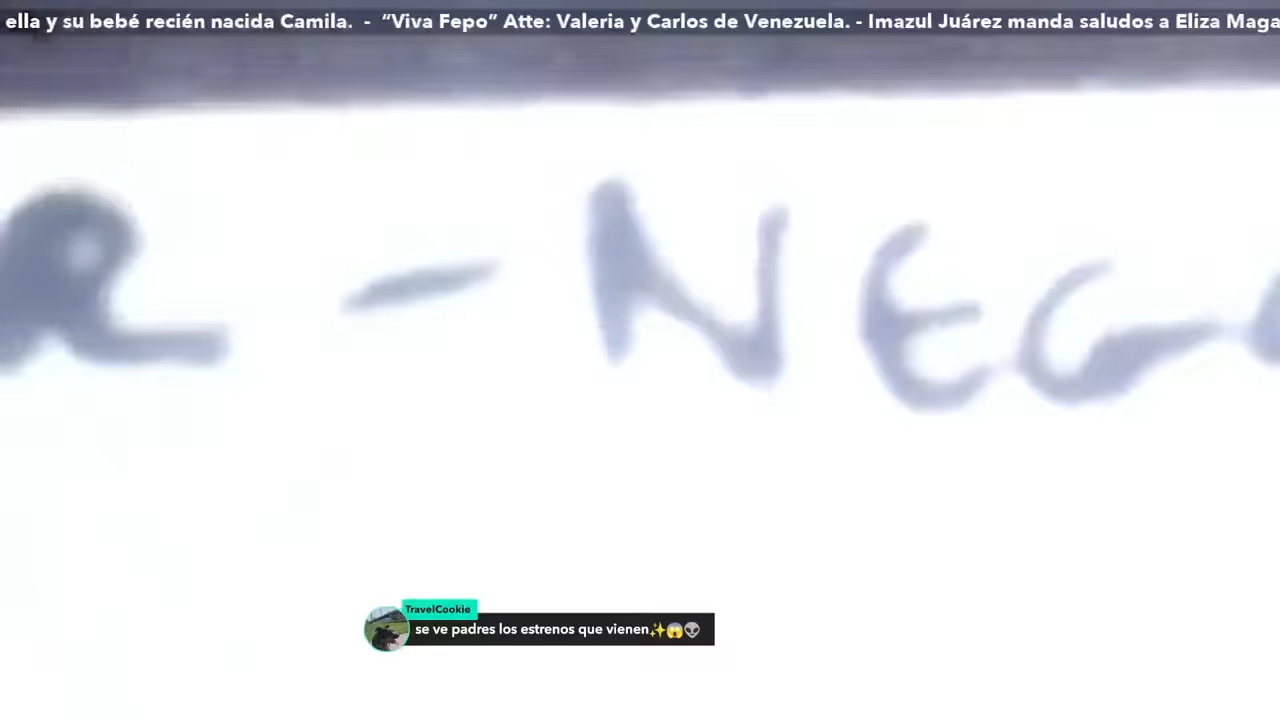 ella y su bebé recién nacida Camila. - “Viva Fepo” Atte: Valeria y Carlos de Venezuela. - Imazul Juárez manda saludos a Eliza Maga
R - NEG
TravelCookie
se ve padres los estrenos que vienen✨😱👽